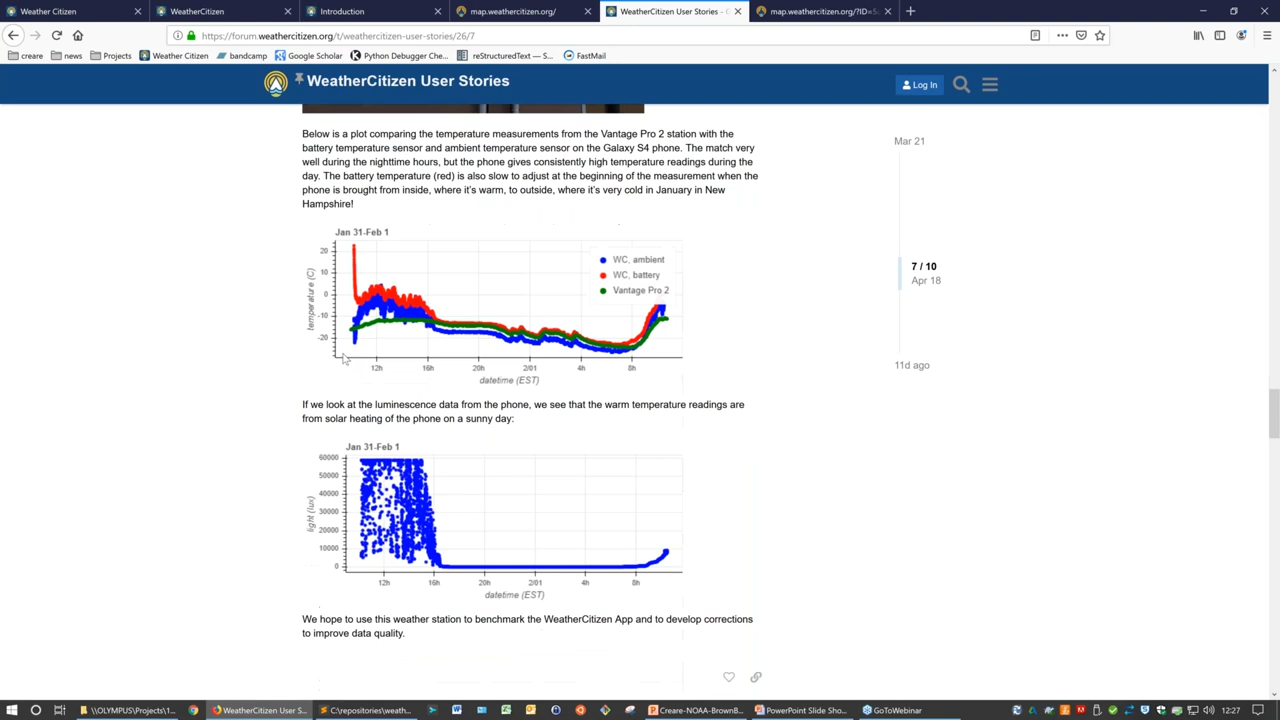 Weather Citizen
WeatherCitizen
Introduction
map.weathercitizen.org/
WeatherCitizen User Stories - 
map.weathercitizen.org/?ID=
https://forum.weathercitizen.org/t/weathercitizen-user-stories/26/7
creare
news
Projects
Weather Citizen
bandcamp
Google Scholar
Python Debugger Che...
reStructuredText — S...
FastMail
WeatherCitizen User Stories
Log In
Below is a plot comparing the temperature measurements from the Vantage Pro 2 station with the
battery temperature sensor and ambient temperature sensor on the Galaxy S4 phone. The match very
well during the nighttime hours, but the phone gives consistently high temperature readings during the
day. The battery temperature (red) is also slow to adjust at the beginning of the measurement when the
phone is brought from inside, where it's warm, to outside, where it's very cold in January in New
Hampshire!
Mar 21
7 / 10
Apr 18
11d ago
Jan 31-Feb 1
temperature (C)
20
10
0
-10
-20
WC, ambient
WC, battery
Vantage Pro 2
12h
16h
20h
2/01
4h
8h
datetime (EST)
If we look at the luminescence data from the phone, we see that the warm temperature readings are
from solar heating of the phone on a sunny day:
Jan 31-Feb 1
light (lux)
60000
50000
40000
30000
20000
10000
0
12h
16h
20h
2/01
4h
8h
datetime (EST)
We hope to use this weather station to benchmark the WeatherCitizen App and to develop corrections
to improve data quality.
\\OLYMPUS\Projects\1...
WeatherCitizen User S...
C:\repositories\weath...
Creare-NOAA-BrownB...
PowerPoint Slide Sho...
GoToWebinar
12:27